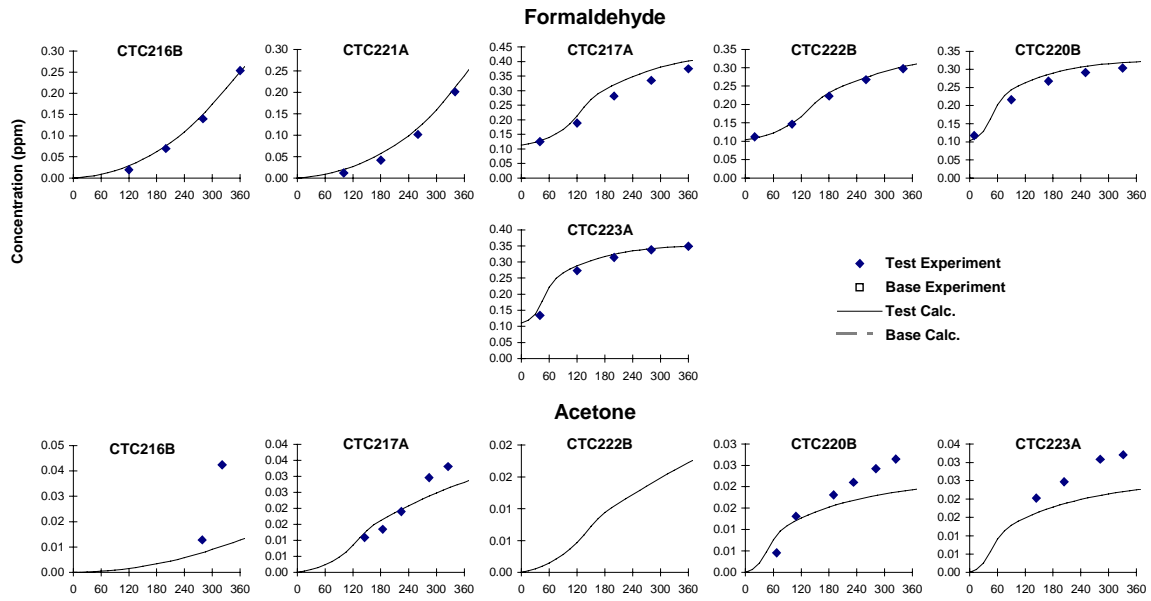 Formaldehyde
Concentration (ppm)
CTC216B
0.30
0.25
0.20
0.15
0.10
0.05
0.00
0 60 120 180 240 300 360
CTC221A
0.30
0.25
0.20
0.15
0.10
0.05
0.00
0 60 120 180 240 300 360
CTC217A
0.45
0.40
0.35
0.30
0.25
0.20
0.15
0.10
0.05
0.00
0 60 120 180 240 300 360
CTC222B
0.35
0.30
0.25
0.20
0.15
0.10
0.05
0.00
0 60 120 180 240 300 360
CTC220B
0.35
0.30
0.25
0.20
0.15
0.10
0.05
0.00
0 60 120 180 240 300 360
CTC223A
0.40
0.35
0.30
0.25
0.20
0.15
0.10
0.05
0.00
0 60 120 180 240 300 360
Test Experiment
Base Experiment
Test Calc.
Base Calc.
Acetone
CTC216B
0.05
0.04
0.03
0.02
0.01
0.00
0 60 120 180 240 300 360
CTC217A
0.04
0.04
0.03
0.03
0.02
0.02
0.01
0.01
0.00
0 60 120 180 240 300 360
CTC222B
0.02
0.02
0.01
0.01
0.00
0 60 120 180 240 300 360
CTC220B
0.03
0.03
0.02
0.02
0.01
0.01
0.00
0 60 120 180 240 300 360
CTC223A
0.04
0.03
0.03
0.02
0.02
0.01
0.01
0.00
0 60 120 180 240 300 360